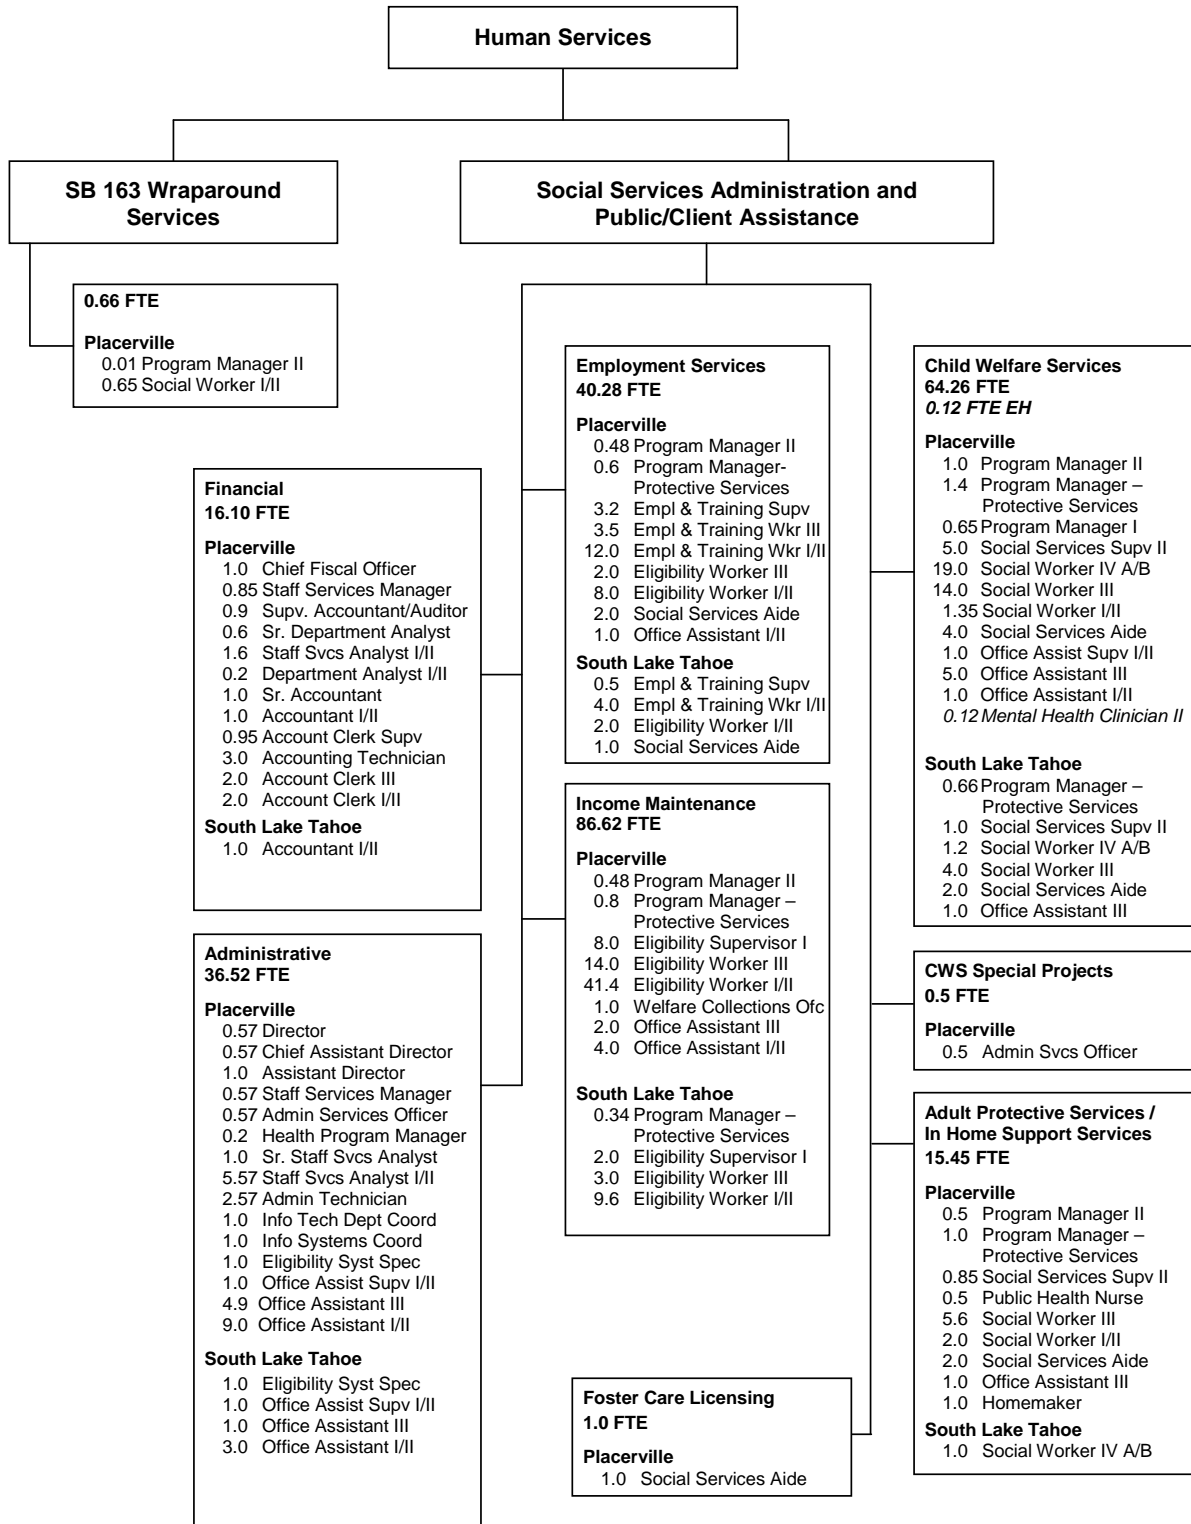 Human Services
SB 163 Wraparound
Services
Social Services Administration and
Public/Client Assistance
0.66 FTE
Placerville
0.01 Program Manager II
0.65 Social Worker I/II
Financial
16.10 FTE
Placerville
1.0 Chief Fiscal Officer
0.85 Staff Services Manager
0.9 Supv. Accountant/Auditor
0.6 Sr. Department Analyst
1.6 Staff Svcs Analyst I/II
0.2 Department Analyst I/II
1.0 Sr. Accountant
1.0 Accountant I/II
0.95 Account Clerk Supv
3.0 Accounting Technician
2.0 Account Clerk III
2.0 Account Clerk I/II
South Lake Tahoe
1.0 Accountant I/II
Administrative
36.52 FTE
Placerville
0.57 Director
0.57 Chief Assistant Director
1.0 Assistant Director
0.57 Staff Services Manager
0.57 Admin Services Officer
0.2 Health Program Manager
1.0 Sr. Staff Svcs Analyst
5.57 Staff Svcs Analyst I/II
2.57 Admin Technician
1.0 Info Tech Dept Coord
1.0 Info Systems Coord
1.0 Eligibility Syst Spec
1.0 Office Assist Supv I/II
4.9 Office Assistant III
9.0 Office Assistant I/II
South Lake Tahoe
1.0 Eligibility Syst Spec
1.0 Office Assist Supv I/II
1.0 Office Assistant III
3.0 Office Assistant I/II
Employment Services
40.28 FTE
Placerville
0.48 Program Manager II
0.6 Program Manager-
Protective Services
3.2 Empl & Training Supv
3.5 Empl & Training Wkr III
12.0 Empl & Training Wkr I/II
2.0 Eligibility Worker III
8.0 Eligibility Worker I/II
2.0 Social Services Aide
1.0 Office Assistant I/II
South Lake Tahoe
0.5 Empl & Training Supv
4.0 Empl & Training Wkr I/II
2.0 Eligibility Worker I/II
1.0 Social Services Aide
Income Maintenance
86.62 FTE
Placerville
0.48 Program Manager II
0.8 Program Manager –
Protective Services
8.0 Eligibility Supervisor I
14.0 Eligibility Worker III
41.4 Eligibility Worker I/II
1.0 Welfare Collections Ofc
2.0 Office Assistant III
4.0 Office Assistant I/II
South Lake Tahoe
0.34 Program Manager –
Protective Services
2.0 Eligibility Supervisor I
3.0 Eligibility Worker III
9.6 Eligibility Worker I/II
Foster Care Licensing
1.0 FTE
Placerville
1.0 Social Services Aide
Child Welfare Services
64.26 FTE
0.12 FTE EH
Placerville
1.0 Program Manager II
1.4 Program Manager –
Protective Services
0.65 Program Manager I
5.0 Social Services Supv II
19.0 Social Worker IV A/B
14.0 Social Worker III
1.35 Social Worker I/II
4.0 Social Services Aide
1.0 Office Assist Supv I/II
5.0 Office Assistant III
1.0 Office Assistant I/II
0.12 Mental Health Clinician II
South Lake Tahoe
0.66 Program Manager –
Protective Services
1.0 Social Services Supv II
1.2 Social Worker IV A/B
4.0 Social Worker III
2.0 Social Services Aide
1.0 Office Assistant III
CWS Special Projects
0.5 FTE
Placerville
0.5 Admin Svcs Officer
Adult Protective Services /
In Home Support Services
15.45 FTE
Placerville
0.5 Program Manager II
1.0 Program Manager –
Protective Services
0.85 Social Services Supv II
0.5 Public Health Nurse
5.6 Social Worker III
2.0 Social Worker I/II
2.0 Social Services Aide
1.0 Office Assistant III
1.0 Homemaker
South Lake Tahoe
1.0 Social Worker IV A/B